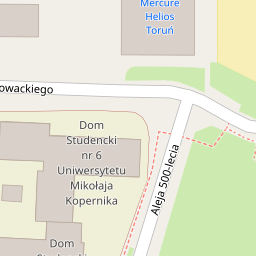 Mercure
Helios
Toruń
owackiego
Dom
Studencki
nr 6
Uniwersytetu
Mikołaja
Kopernika
Aleja 500-lecia
Dom